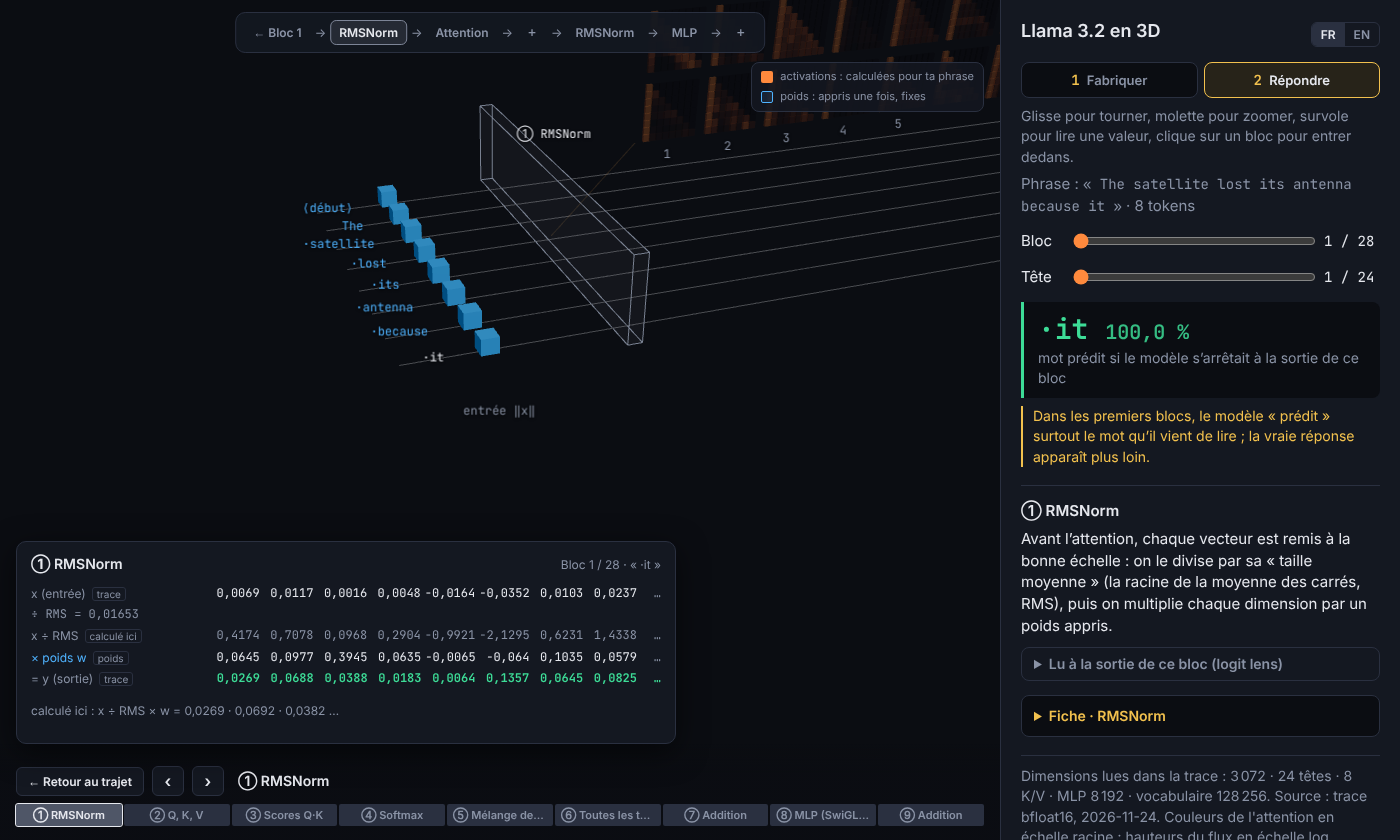 ← Bloc 1 → RMSNorm → Attention → + → RMSNorm → MLP → +
activations : calculées pour ta phrase
poids : appris une fois, fixes
① RMSNorm
1 2 3 4 5
(début)
The
·satellite
·lost
·its
·antenna
·because
·it
entrée ‖x‖
① RMSNorm Bloc 1 / 28 · « ·it »
x (entrée) trace 0,0069 0,0117 0,0016 0,0048 -0,0164 -0,0352 0,0103 0,0237 …
÷ RMS = 0,01653
x ÷ RMS calculé ici 0,4174 0,7078 0,0968 0,2904 -0,9921 -2,1295 0,6231 1,4338 …
× poids w poids 0,0645 0,0977 0,3945 0,0635 -0,0065 -0,064 0,1035 0,0579 …
= y (sortie) trace 0,0269 0,0688 0,0388 0,0183 0,0064 0,1357 0,0645 0,0825 …
calculé ici : x ÷ RMS × w = 0,0269 · 0,0692 · 0,0382 …
← Retour au trajet ‹ › ① RMSNorm
① RMSNorm ② Q, K, V ③ Scores Q·K ④ Softmax ⑤ Mélange de… ⑥ Toutes les t… ⑦ Addition ⑧ MLP (SwiGL… ⑨ Addition
Llama 3.2 en 3D FR EN
1 Fabriquer 2 Répondre
Glisse pour tourner, molette pour zoomer, survole
pour lire une valeur, clique sur un bloc pour entrer
dedans.
Phrase : « The satellite lost its antenna
because it » · 8 tokens
Bloc 1 / 28
Tête 1 / 24
·it 100,0 %
mot prédit si le modèle s’arrêtait à la sortie de ce
bloc
Dans les premiers blocs, le modèle « prédit »
surtout le mot qu’il vient de lire ; la vraie réponse
apparaît plus loin.
① RMSNorm
Avant l’attention, chaque vecteur est remis à la
bonne échelle : on le divise par sa « taille
moyenne » (la racine de la moyenne des carrés,
RMS), puis on multiplie chaque dimension par un
poids appris.
▶ Lu à la sortie de ce bloc (logit lens)
▶ Fiche · RMSNorm
Dimensions lues dans la trace : 3 072 · 24 têtes · 8
K/V · MLP 8 192 · vocabulaire 128 256. Source : trace
bfloat16, 2026-11-24. Couleurs de l'attention en
échelle racine ; hauteurs du flux en échelle log.